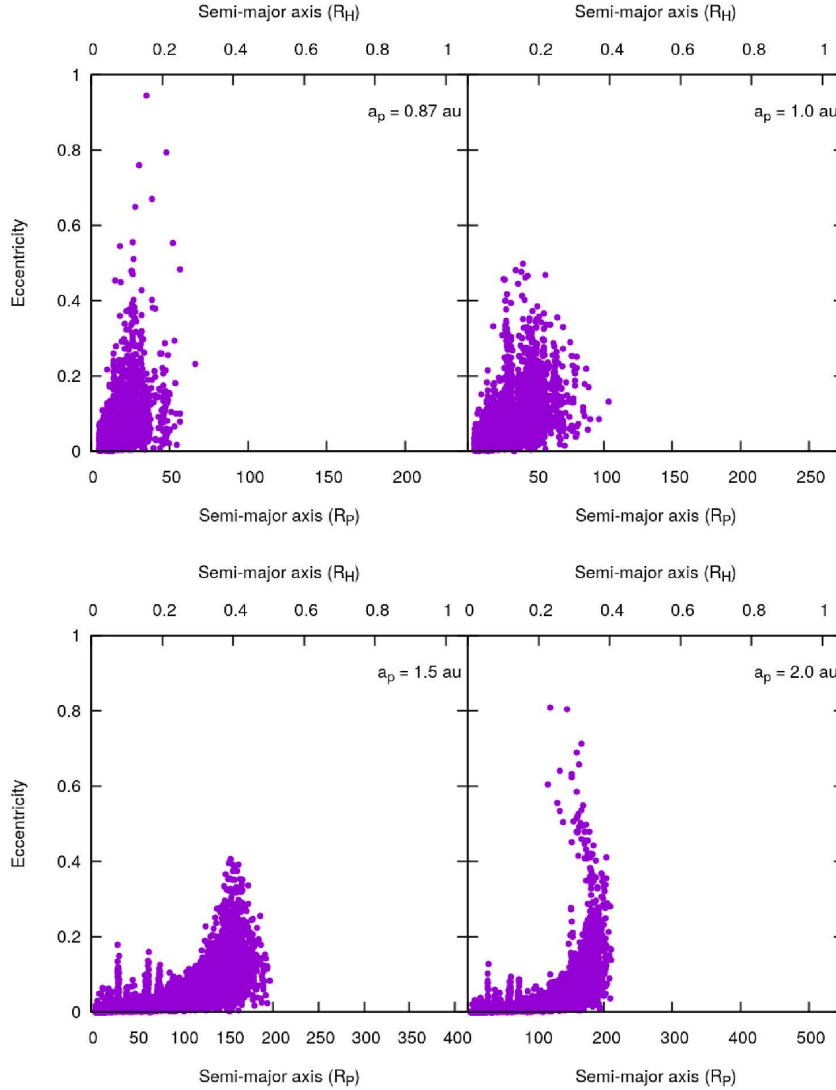 Semi-major axis (R_H) Semi-major axis (R_H)
0 0.2 0.4 0.6 0.8 1 0.2 0.4 0.6 0.8 1
1
a_p = 0.87 au a_p = 1.0 au
0.8
0.6
Eccentricity
0.4
0.2
0
0 50 100 150 200 50 100 150 200 250
Semi-major axis (R_P) Semi-major axis (R_P)
Semi-major axis (R_H) Semi-major axis (R_H)
0 0.2 0.4 0.6 0.8 1 0.2 0.4 0.6 0.8 1
1
a_p = 1.5 au a_p = 2.0 au
0.8
0.6
Eccentricity
0.4
0.2
0
0 50 100 150 200 250 300 350 400 100 200 300 400 500
Semi-major axis (R_P) Semi-major axis (R_P)